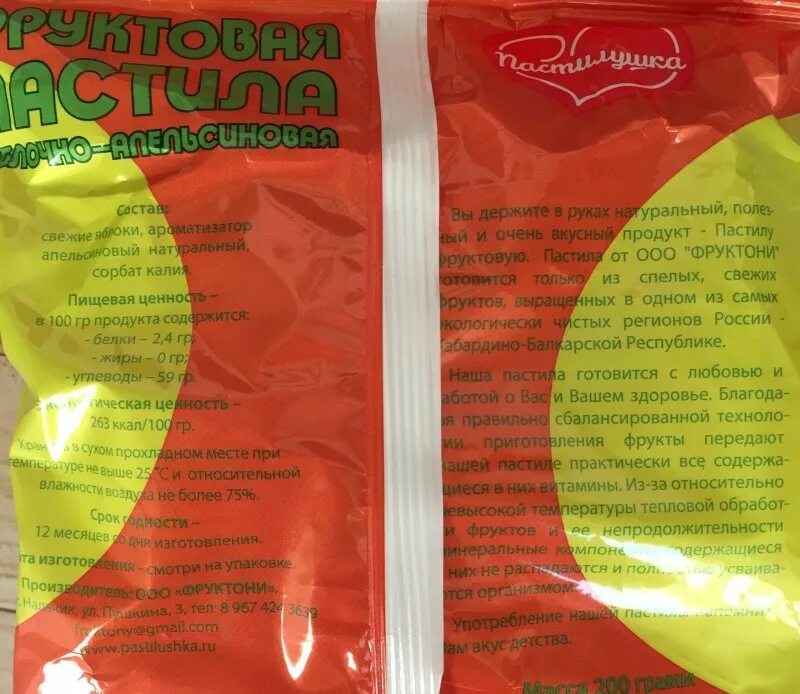 ФРУКТОВАЯ
ПАСТИЛА
ЯБЛОЧНО-АПЕЛЬСИНОВАЯ
Состав:
свежие яблоки, ароматизатор
апельсиновый натуральный,
сорбат калия.
Пищевая ценность –
в 100 гр продукта содержится:
- белки – 2,4 гр;
- жиры – 0 гр;
- углеводы – 59 гр.
Энергетическая ценность –
263 ккал/100 гр.
Хранить в сухом прохладном месте при
температуре не выше 25 °С и относительной
влажности воздуха не более 75%.
Срок годности –
12 месяцев со дня изготовления.
та изготовления – смотри на упаковке.
Производитель: ООО «ФРУКТОНИ».
г. Нальчик, ул. Пушкина, 3, тел: 8 967 424 3639
fruktony@gmail.com
www.pastilushka.ru
Пастилушка
Вы держите в руках натуральный, полез-
ный и очень вкусный продукт - Пастилу
фруктовую. Пастила от ООО "ФРУКТОНИ"
готовится только из спелых, свежих
фруктов, выращенных в одном из самых
экологически чистых регионов России -
Кабардино-Балкарской Республике.
Наша пастила готовится с любовью и
заботой о Вас и Вашем здоровье. Благода-
ря правильно сбалансированной техноло-
гии приготовления фрукты передают
нашей пастиле практически все содержа-
щиеся в них витамины. Из-за относительно
невысокой температуры тепловой обработ-
ки фруктов и ее непродолжительности
минеральные компоненты, содержащиеся
в них не распадаются и полностью усваива-
ются организмом.
Употребление нашей пастилы напомнит
Вам вкус детства.
Масса 200 грамм